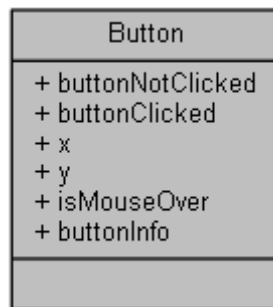 Button
+ buttonNotClicked
+ buttonClicked
+ x
+ y
+ isMouseOver
+ buttonInfo